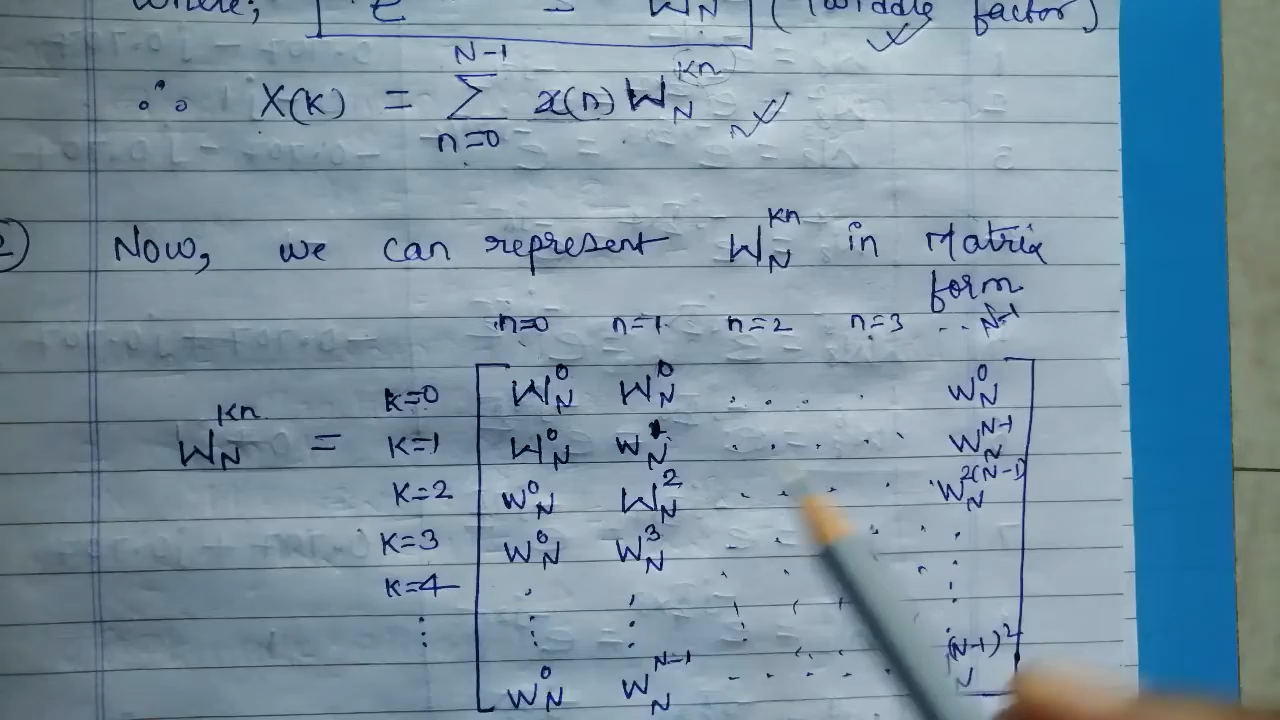 where; e = W_N (Twiddle factor)
∴ X(K) = Σ_{n=0}^{N-1} x(n) W_N^{Kn}
2) Now, we can represent W_N^{Kn} in Matrix
form
n=0 n=1 n=2 n=3 ... N-1
K=0 W_N^0 W_N^0 .... W_N^0
W_N^{Kn} = K=1 W_N^0 W_N^1 ..... W_N^{N-1}
K=2 W_N^0 W_N^2 .... W_N^{2(N-1)}
K=3 W_N^0 W_N^3 ....
K=4
W_N^0 W_N^{N-1} ..... (N-1)^2